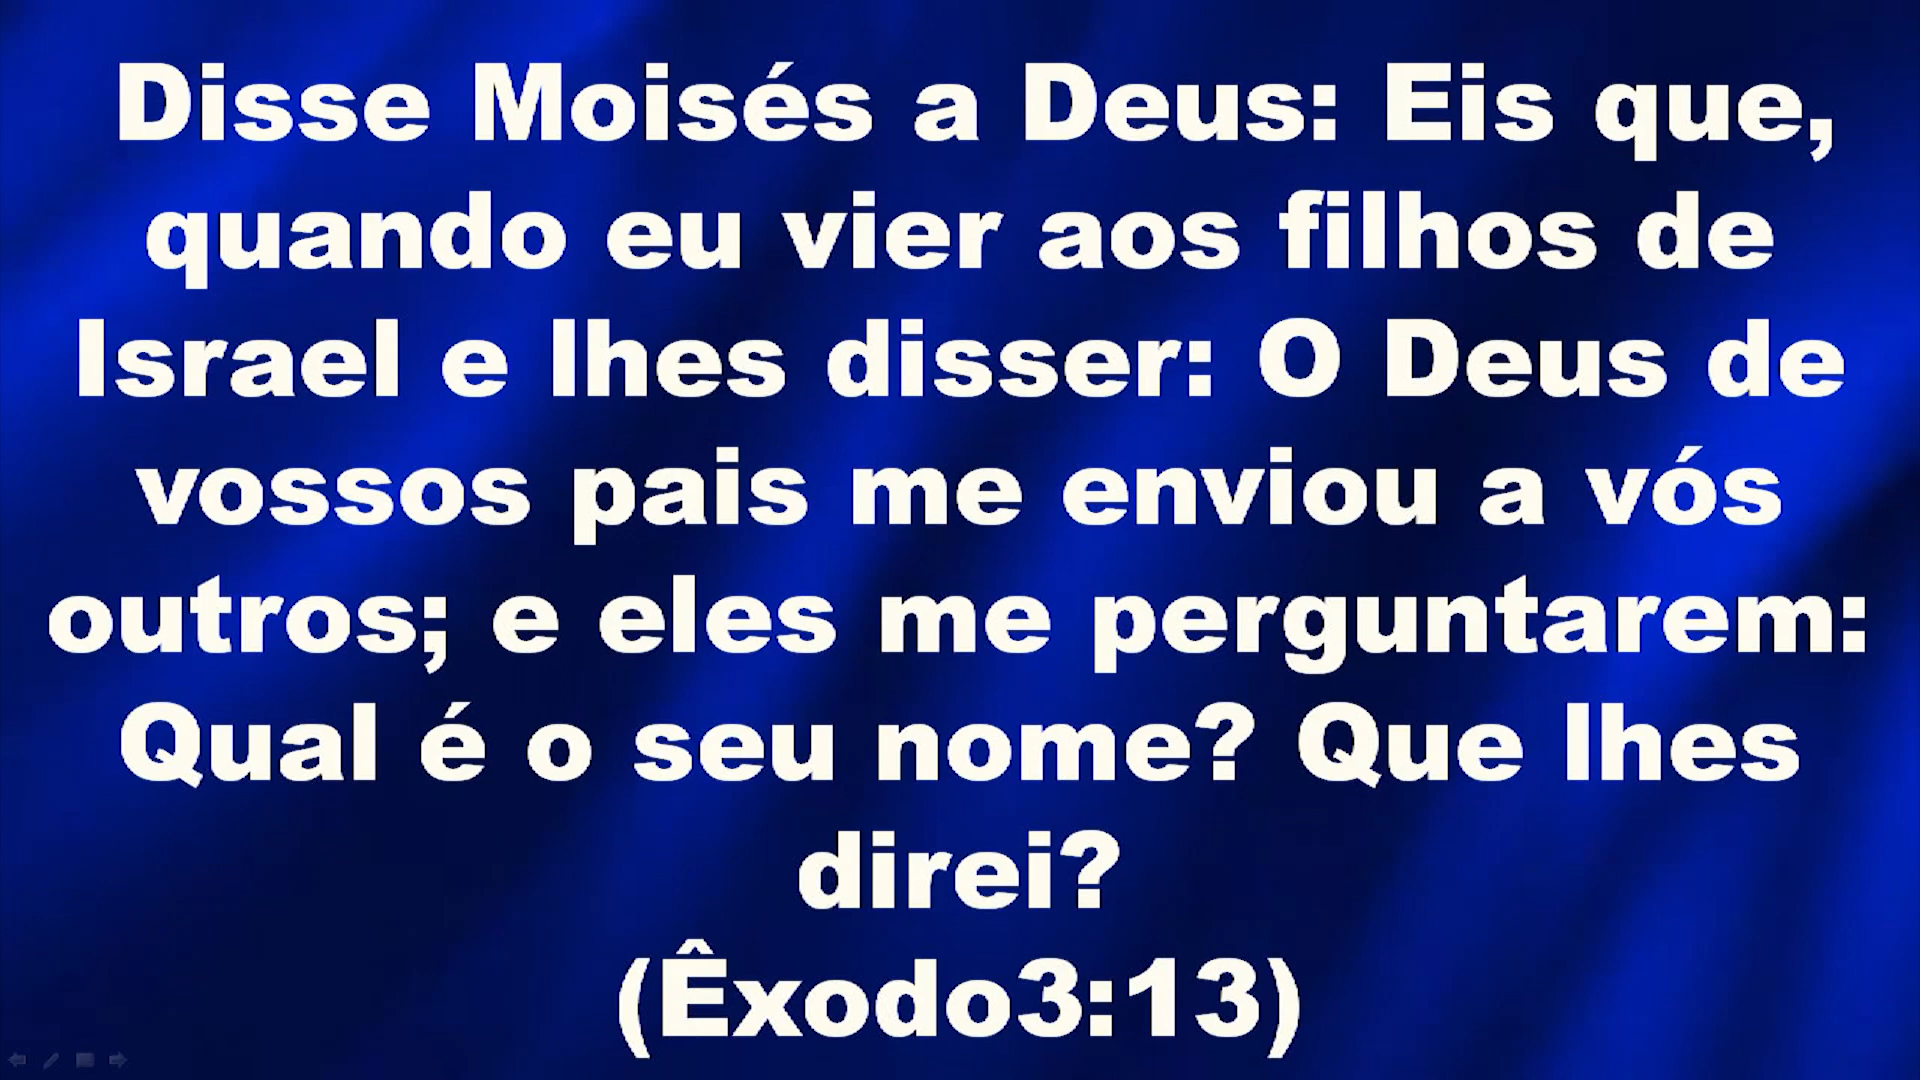 Disse Moisés a Deus: Eis que,
quando eu vier aos filhos de
Israel e lhes disser: O Deus de
vossos pais me enviou a vós
outros; e eles me perguntarem:
Qual é o seu nome? Que lhes
direi?
(Êxodo3:13)